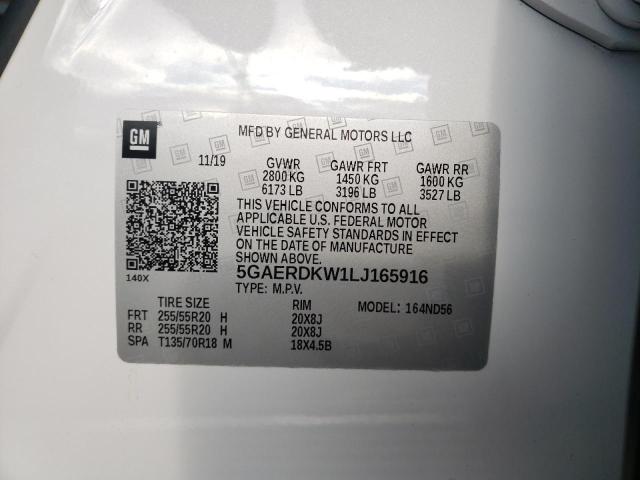 GM
MFD BY GENERAL MOTORS LLC
11/19 GVWR GAWR FRT GAWR RR
2800 KG 1450 KG 1600 KG
6173 LB 3196 LB 3527 LB
THIS VEHICLE CONFORMS TO ALL
APPLICABLE U.S. FEDERAL MOTOR
VEHICLE SAFETY STANDARDS IN EFFECT
ON THE DATE OF MANUFACTURE
SHOWN ABOVE.
140X
5GAERDKW1LJ165916
TYPE: M.P.V.
TIRE SIZE RIM MODEL: 164ND56
FRT 255/55R20 H 20X8J
RR 255/55R20 H 20X8J
SPA T135/70R18 M 18X4.5B